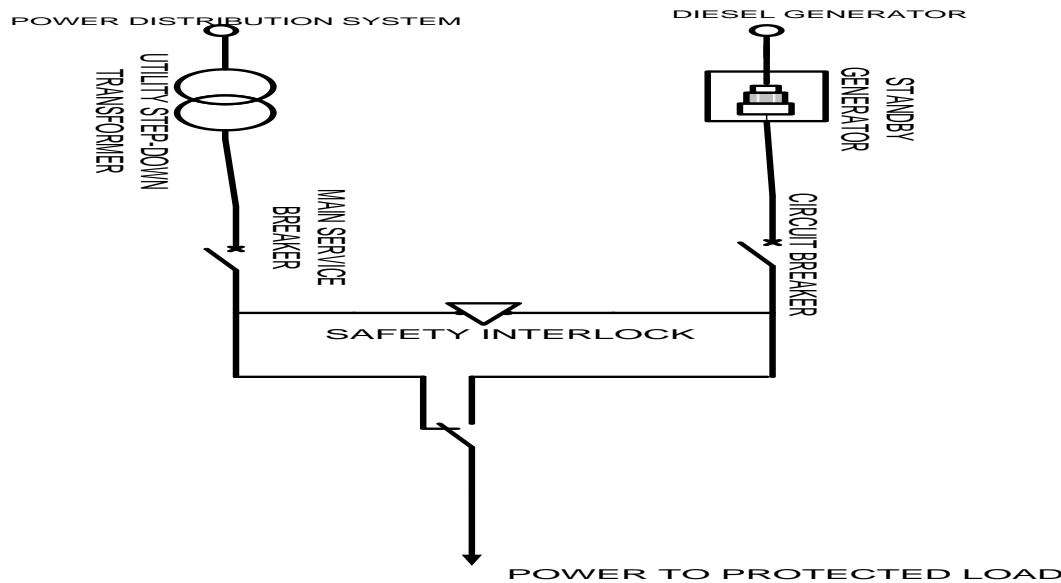 POWER DISTRIBUTION SYSTEM
DIESEL GENERATOR
UTILITY STEP-DOWN
TRANSFORMER
STANDBY
GENERATOR
MAIN SERVICE
BREAKER
CIRCUIT BREAKER
SAFETY INTERLOCK
POWER TO PROTECTED LOAD